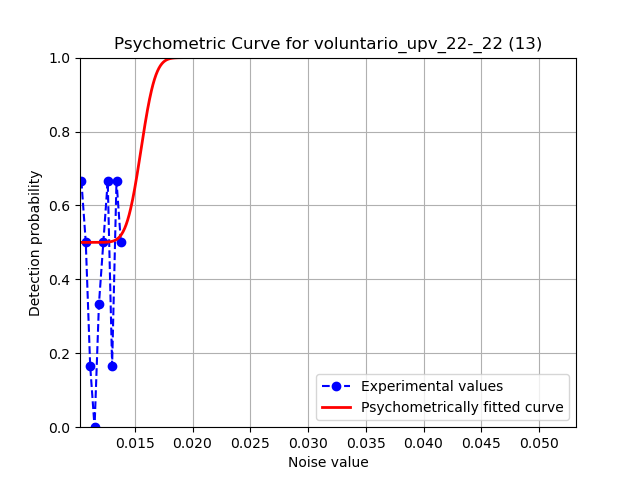 Psychometric Curve for voluntario_upv_22-_22 (13)
1.0
0.8
0.6
0.4
0.2
0.0
Detection probability
Experimental values
Psychometrically fitted curve
0.015 0.020 0.025 0.030 0.035 0.040 0.045 0.050
Noise value